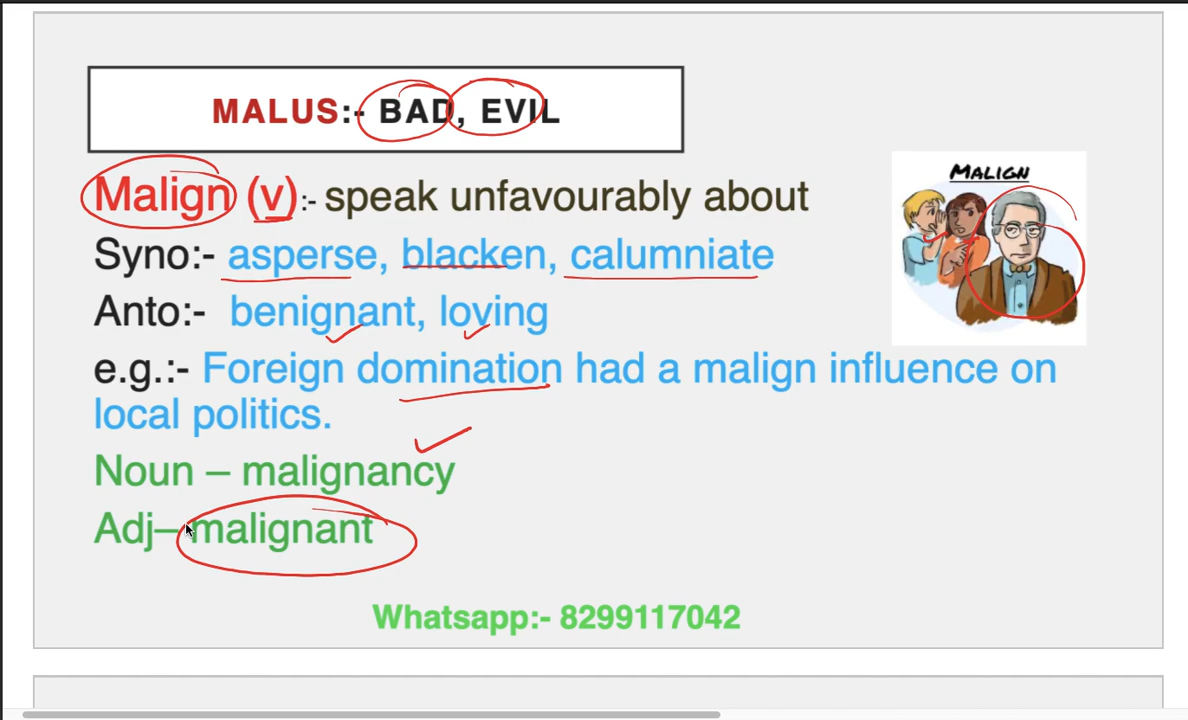 MALUS:- BAD, EVIL
Malign (v):- speak unfavourably about
MALIGN
Syno:- asperse, blacken, calumniate
Anto:- benignant, loving
e.g.:- Foreign domination had a malign influence on
local politics.
Noun – malignancy
Adj– malignant
Whatsapp:- 8299117042